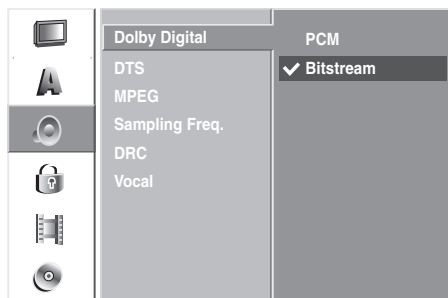 Dolby Digital
DTS
MPEG
Sampling Freq.
DRC
Vocal
PCM
Bitstream
A